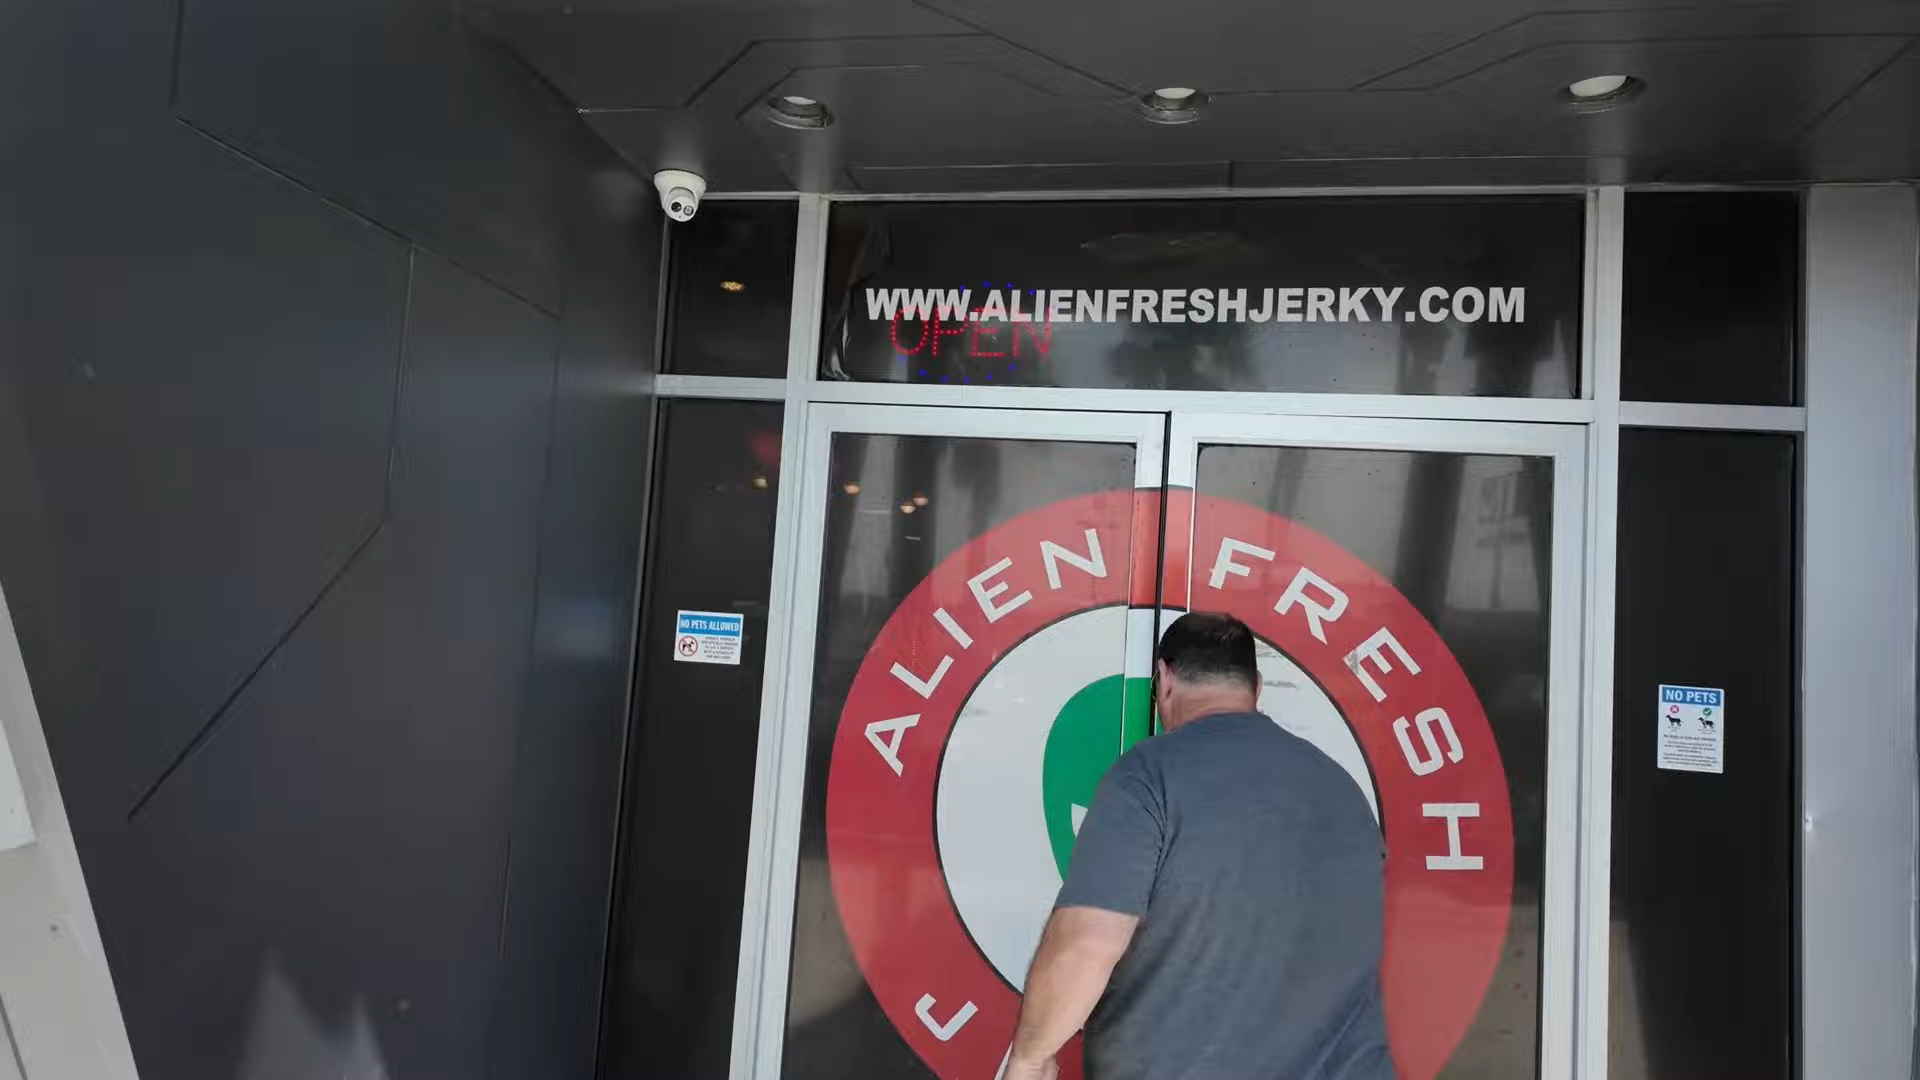 WWW.ALIENFRESHJERKY.COM
OPEN
ALIEN FRESH
J
NO PETS ALLOWED
NO PETS